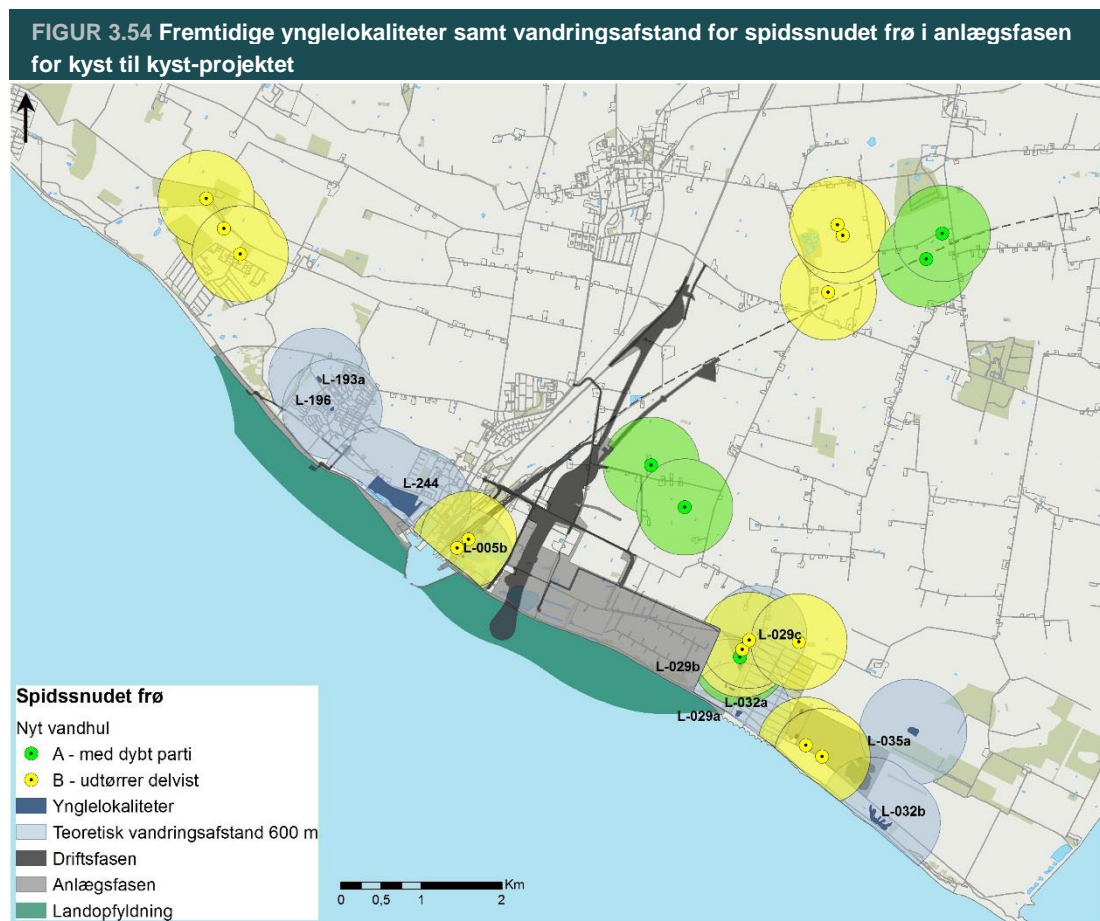 FIGUR 3.54 Fremtidige ynglelokaliteter samt vandringsafstand for spidssnudet frø i anlægsfasen
for kyst til kyst-projektet
L-193a
L-196
L-244
L-005b
L-029c
L-029b
L-032a
L-029a
L-035a
L-032b
Spidssnudet frø
Nyt vandhul
A - med dybt parti
B - udtørrer delvist
Ynglelokaliteter
Teoretisk vandringsafstand 600 m
Driftsfasen
Anlægsfasen
Landopfyldning
Km
0 0,5 1 2